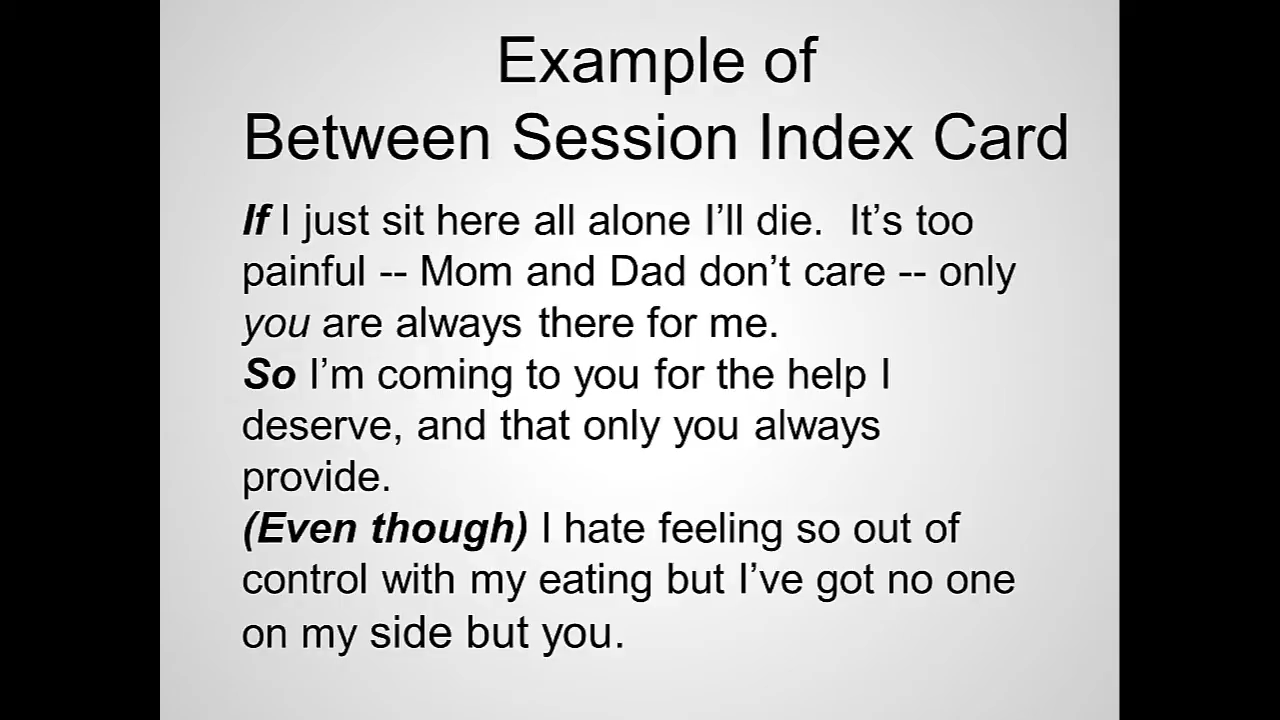 Example of
Between Session Index Card
If I just sit here all alone I’ll die. It’s too
painful -- Mom and Dad don’t care -- only
you are always there for me.
So I’m coming to you for the help I
deserve, and that only you always
provide.
(Even though) I hate feeling so out of
control with my eating but I’ve got no one
on my side but you.